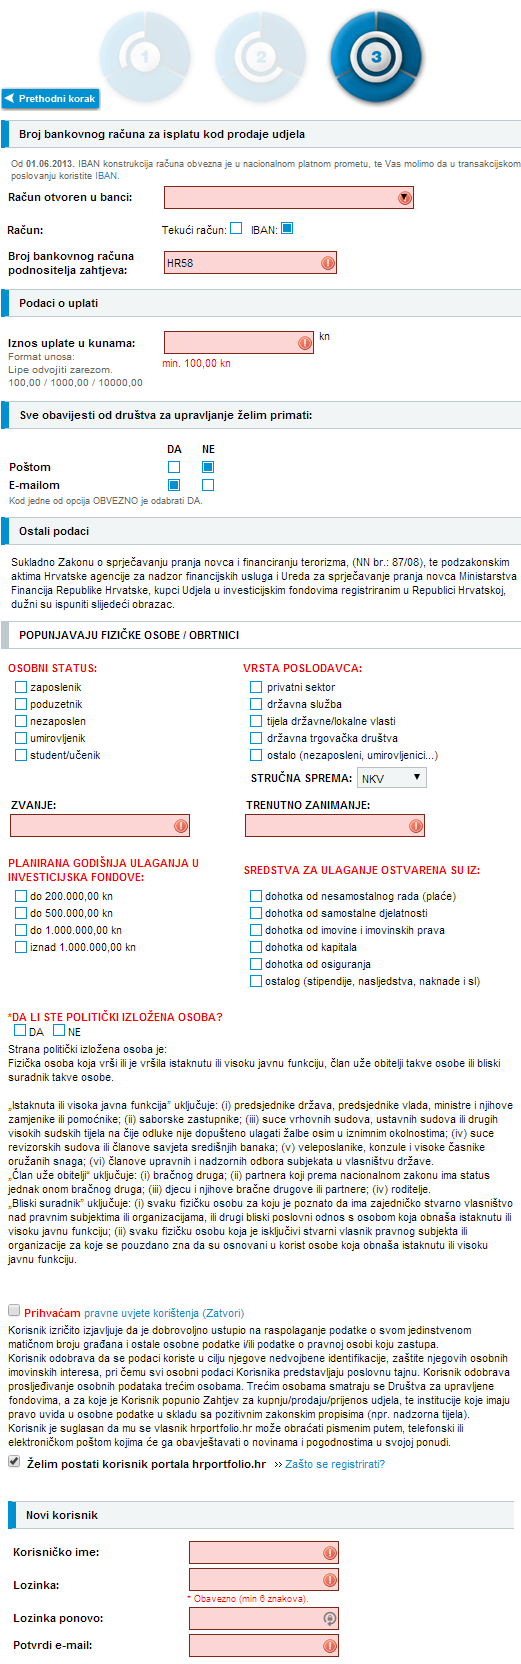 1
2
3
Prethodni korak
Broj bankovnog računa za isplatu kod prodaje udjela
Od 01.06.2013. IBAN konstrukcija računa obvezna je u nacionalnom platnom prometu, te Vas molimo da u transakcijskom
poslovanju koristite IBAN.
Račun otvoren u banci:
Račun: Tekući račun: IBAN:
Broj bankovnog računa
podnositelja zahtjeva: HR58
Podaci o uplati
Iznos uplate u kunama: kn
Format unosa: min. 100,00 kn
Lipe odvojiti zarezom.
100,00 / 1000,00 / 10000,00
Sve obavijesti od društva za upravljanje želim primati:
DA NE
Poštom
E-mailom
Kod jedne od opcija OBVEZNO je odabrati DA.
Ostali podaci
Sukladno Zakonu o sprječavanju pranja novca i financiranju terorizma, (NN br.: 87/08), te podzakonskim
aktima Hrvatske agencije za nadzor financijskih usluga i Ureda za sprječavanje pranja novca Ministarstva
Financija Republike Hrvatske, kupci Udjela u investicijskim fondovima registriranim u Republici Hrvatskoj,
dužni su ispuniti slijedeći obrazac.
POPUNJAVAJU FIZIČKE OSOBE / OBRTNICI
OSOBNI STATUS: VRSTA POSLODAVCA:
zaposlenik privatni sektor
poduzetnik državna služba
nezaposlen tijela državne/lokalne vlasti
umirovljenik državna trgovačka društva
student/učenik ostalo (nezaposleni, umirovljenici...)
STRUČNA SPREMA: NKV
ZVANJE: TRENUTNO ZANIMANJE:
PLANIRANA GODIŠNJA ULAGANJA U
INVESTICIJSKA FONDOVE: SREDSTVA ZA ULAGANJE OSTVARENA SU IZ:
do 200.000,00 kn dohotka od nesamostalnog rada (plaće)
do 500.000,00 kn dohotka od samostalne djelatnosti
do 1.000.000,00 kn dohotka od imovine i imovinskih prava
iznad 1.000.000,00 kn dohotka od kapitala
dohotka od osiguranja
ostalog (stipendije, nasljedstva, naknade i sl)
*DA LI STE POLITIČKI IZLOŽENA OSOBA?
DA NE
Strana politički izložena osoba je:
Fizička osoba koja vrši ili je vršila istaknutu ili visoku javnu funkciju, član uže obitelji takve osobe ili bliski
suradnik takve osobe.
„Istaknuta ili visoka javna funkcija" uključuje: (i) predsjednike država, predsjednike vlada, ministre i njihove
zamjenike ili pomoćnike; (ii) saborske zastupnike; (iii) suce vrhovnih sudova, ustavnih sudova ili drugih
visokih sudskih tijela na čije odluke nije dopušteno ulagati žalbe osim u iznimnim okolnostima; (iv) suce
revizorskih sudova ili članove savjeta središnjih banaka; (v) veleposlanike, konzule i visoke časnike
oružanih snaga; (vi) članove upravnih i nadzornih odbora subjekata u vlasništvu države.
„Član uže obitelji" uključuje: (i) bračnog druga; (ii) partnera koji prema nacionalnom zakonu ima status
jednak onom bračnog druga; (iii) djecu i njihove bračne drugove ili partnere; (iv) roditelje.
„Bliski suradnik" uključuje: (i) svaku fizičku osobu za koju je poznato da ima zajedničko stvarno vlasništvo
nad pravnim subjektima ili organizacijama, ili drugi bliski poslovni odnos s osobom koja obnaša istaknutu ili
visoku javnu funkciju; (ii) svaku fizičku osobu koja je isključivi stvarni vlasnik pravnog subjekta ili
organizacije za koje se pouzdano zna da su osnovani u korist osobe koja obnaša istaknutu ili visoku
javnu funkciju.
Prihvaćam pravne uvjete korištenja (Zatvori)
Korisnik izričito izjavljuje da je dobrovoljno ustupio na raspolaganje podatke o svom jedinstvenom
matičnom broju građana i ostale osobne podatke i/ili podatke o pravnoj osobi koju zastupa.
Korisnik odobrava da se podaci koriste u cilju njegove nedvojbene identifikacije, zaštite njegovih osobnih
imovinskih interesa, pri čemu svi osobni podaci Korisnika predstavljaju poslovnu tajnu. Korisnik odobrava
prosljeđivanje osobnih podataka trećim osobama. Trećim osobama smatraju se Društva za upravljene
fondovima, a za koje je Korisnik popunio Zahtjev za kupnju/prodaju/prijenos udjela, te institucije koje imaju
pravo uvida u osobne podatke u skladu sa pozitivnim zakonskim propisima (npr. nadzorna tijela).
Korisnik je suglasan da mu se vlasnik hrportfolio.hr može obraćati pismenim putem, telefonski ili
elektroničkom poštom kojima će ga obavještavati o novinama i pogodnostima u svojoj ponudi.
Želim postati korisnik portala hrportfolio.hr ›› Zašto se registrirati?
Novi korisnik
Korisničko ime:
Lozinka:
* Obavezno (min 6 znakova).
Lozinka ponovo:
Potvrdi e-mail: